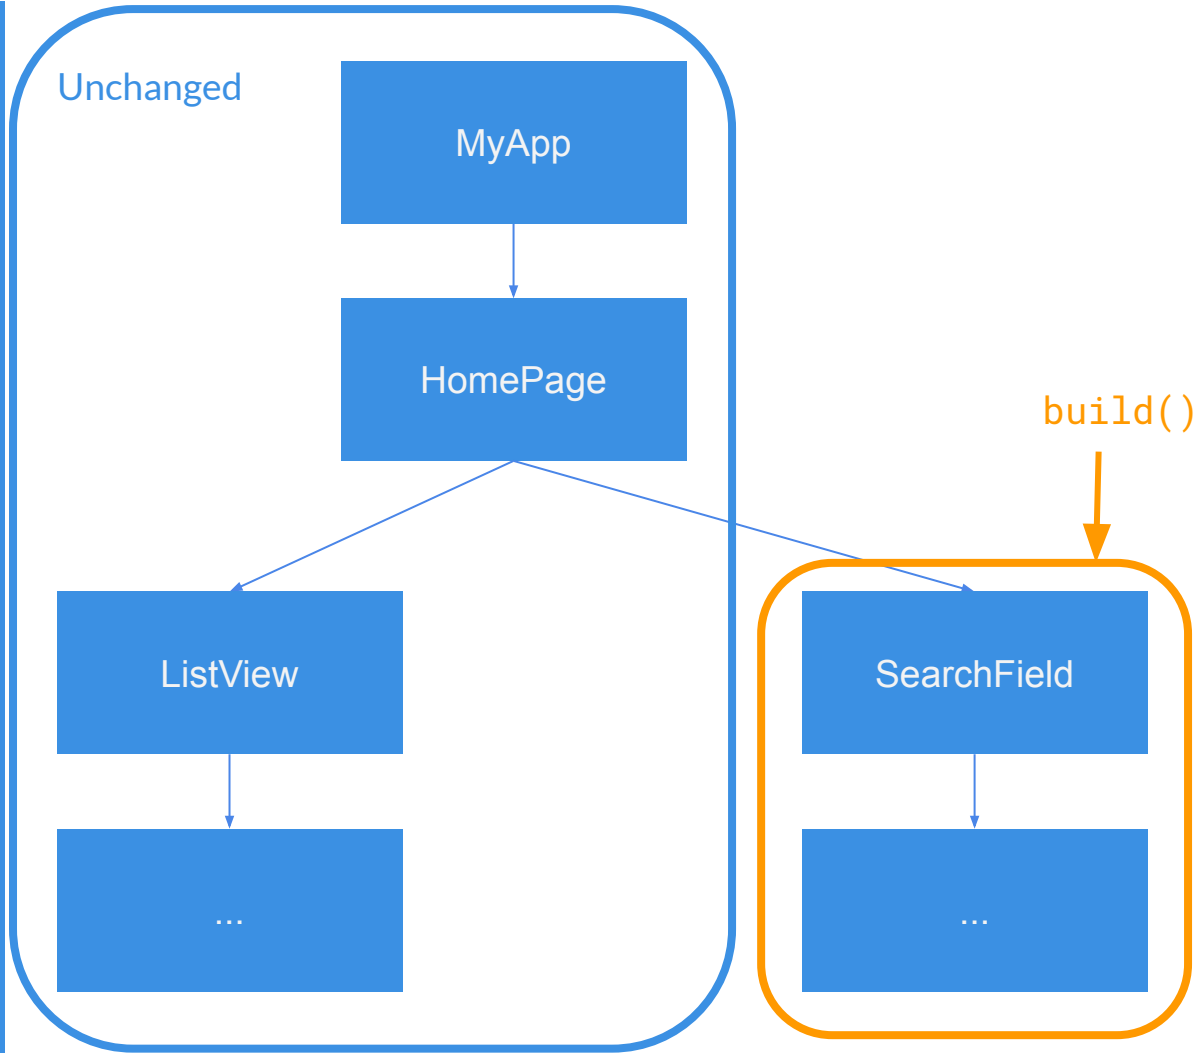 Unchanged
MyApp
HomePage
build()
ListView
SearchField
...
...